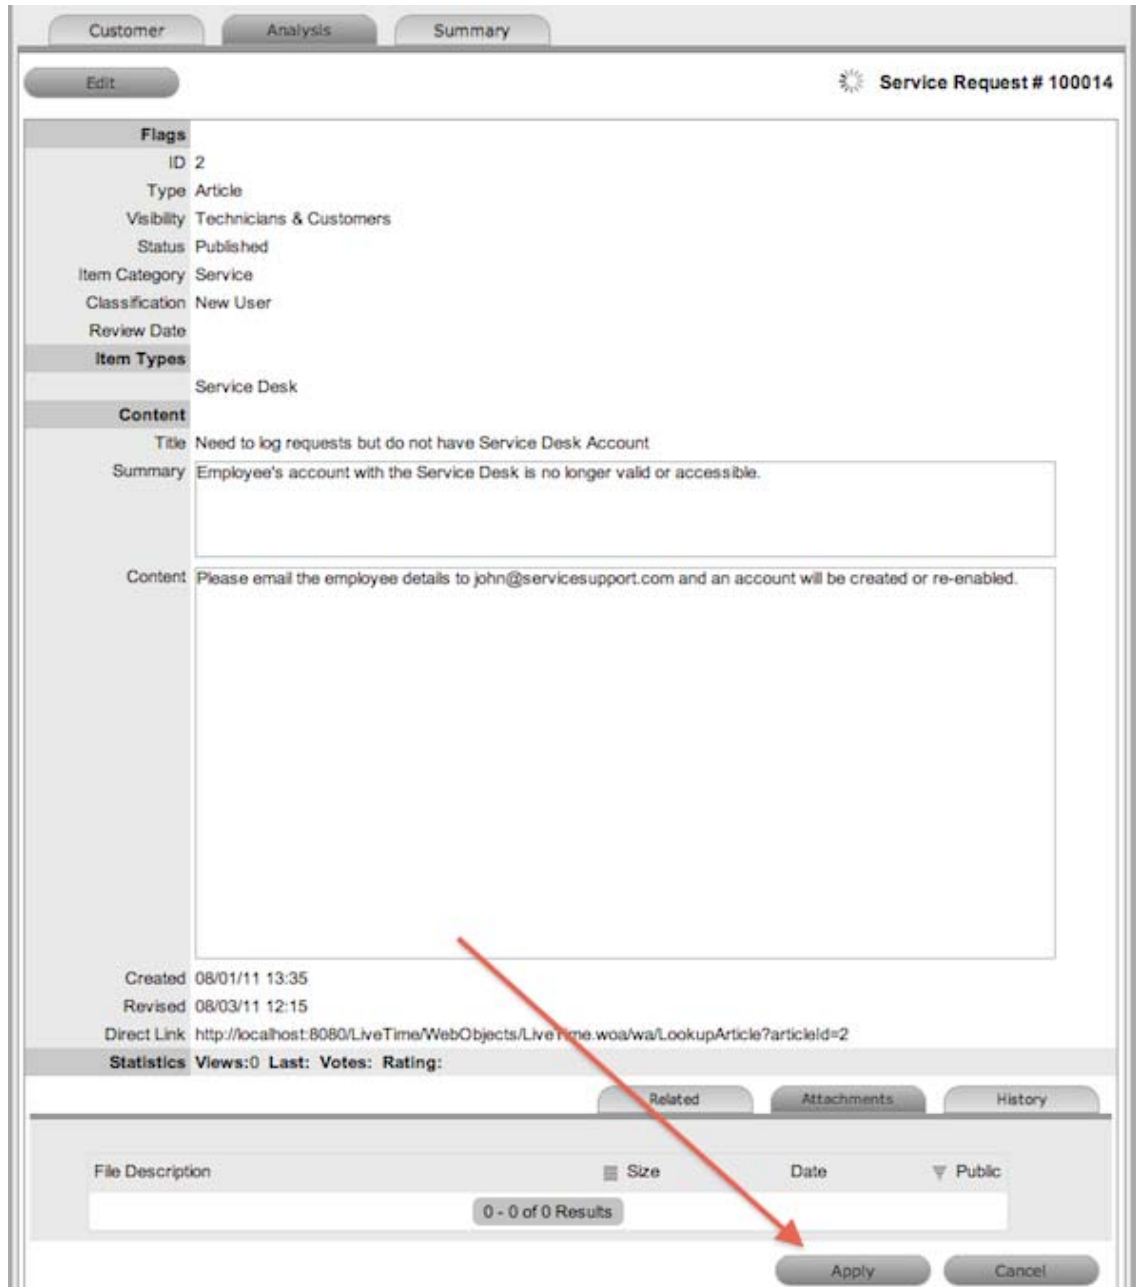 Customer Analysis Summary
Edit Service Request # 100014
Flags
ID 2
Type Article
Visibility Technicians & Customers
Status Published
Item Category Service
Classification New User
Review Date
Item Types
Service Desk
Content
Title Need to log requests but do not have Service Desk Account
Summary Employee's account with the Service Desk is no longer valid or accessible.
Content Please email the employee details to john@servicesupport.com and an account will be created or re-enabled.
Created 08/01/11 13:35
Revised 08/03/11 12:15
Direct Link http://localhost:8080/LiveTime/WebObjects/LiveTime.woa/wa/LookupArticle?articleId=2
Statistics Views:0 Last: Votes: Rating:
Related Attachments History
File Description Size Date Public
0 - 0 of 0 Results
Apply Cancel